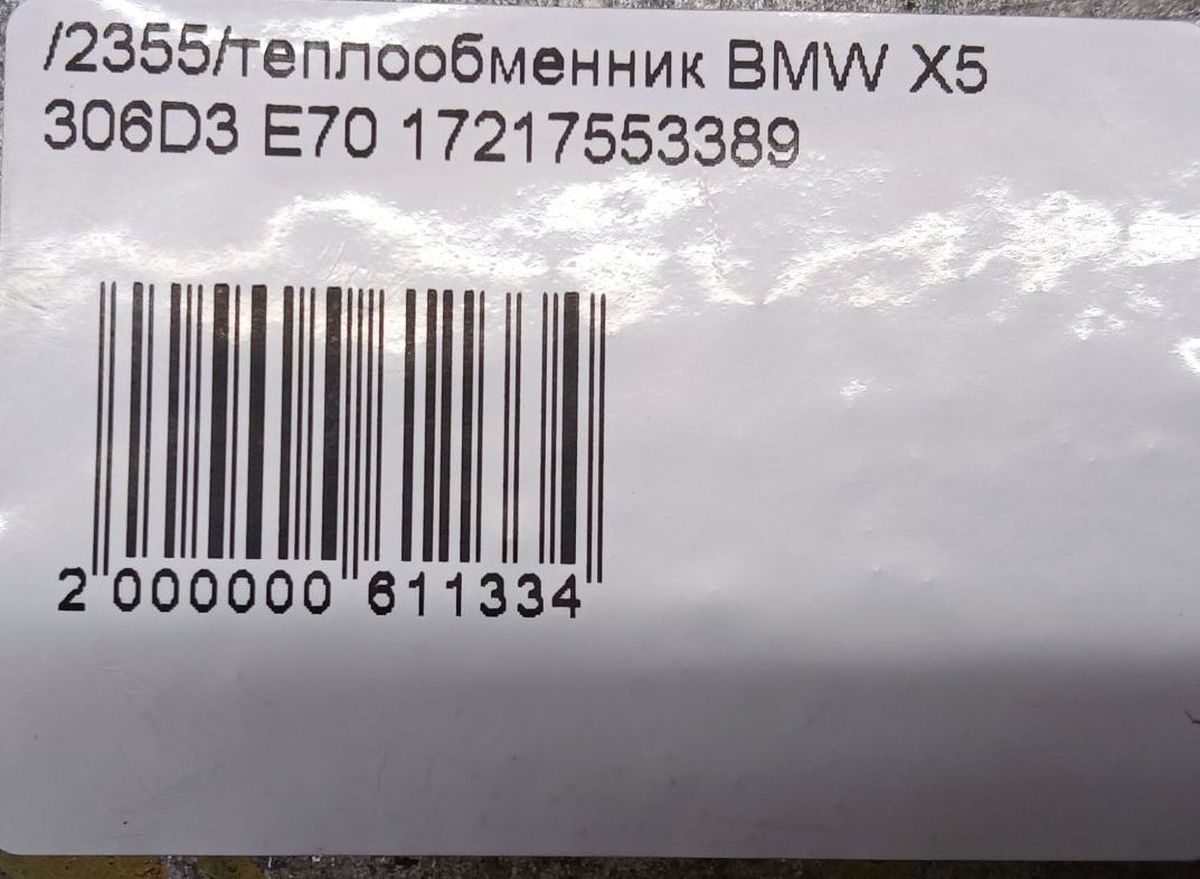 /2355/теплообменник BMW X5
306D3 E70 17217553389
2 000000 611334